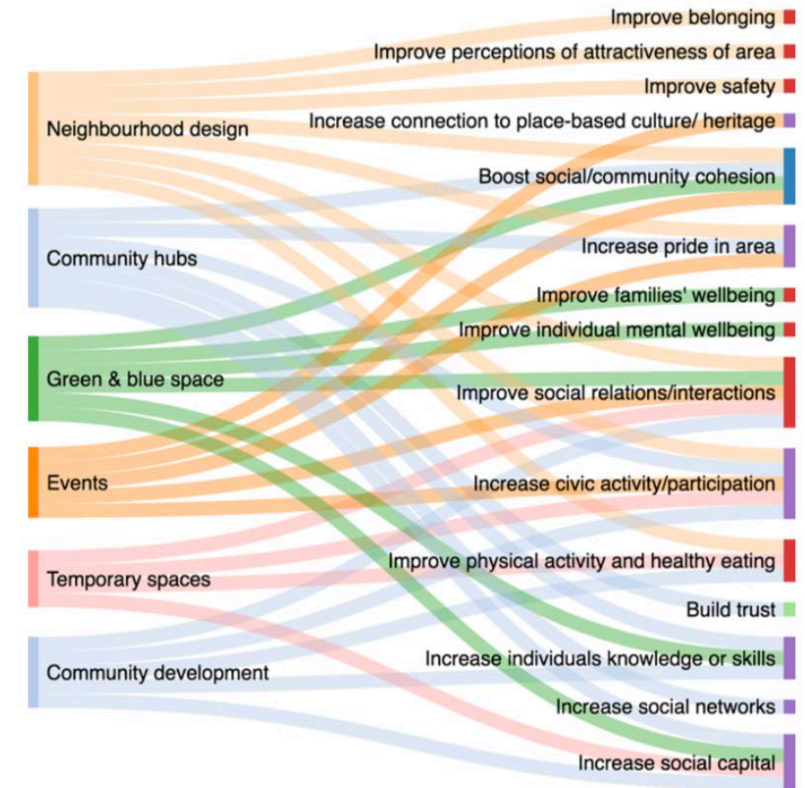 Neighbourhood design
Community hubs
Green & blue space
Events
Temporary spaces
Community development
Improve belonging
Improve perceptions of attractiveness of area
Improve safety
Increase connection to place-based culture/ heritage
Boost social/community cohesion
Increase pride in area
Improve families' wellbeing
Improve individual mental wellbeing
Improve social relations/interactions
Increase civic activity/participation
Improve physical activity and healthy eating
Build trust
Increase individuals knowledge or skills
Increase social networks
Increase social capital